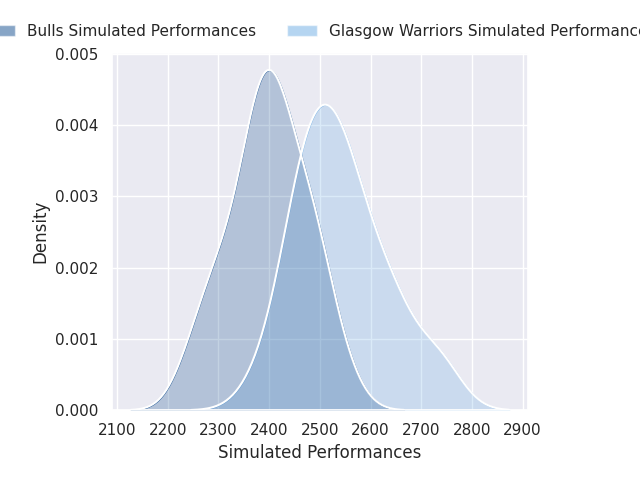 Bulls Simulated Performances
Glasgow Warriors Simulated Performanc
0.005
0.004
0.003
0.002
0.001
0.000
Density
2100 2200 2300 2400 2500 2600 2700 2800 2900
Simulated Performances